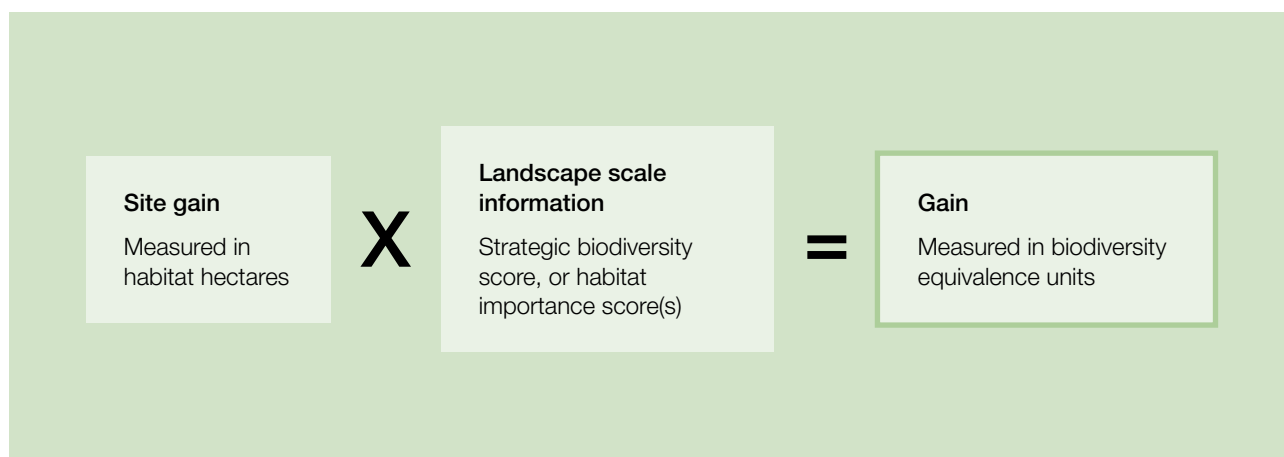 Site gain
Measured in
habitat hectares
X
Landscape scale
information
Strategic biodiversity
score, or habitat
importance score(s)
=
Gain
Measured in biodiversity
equivalence units